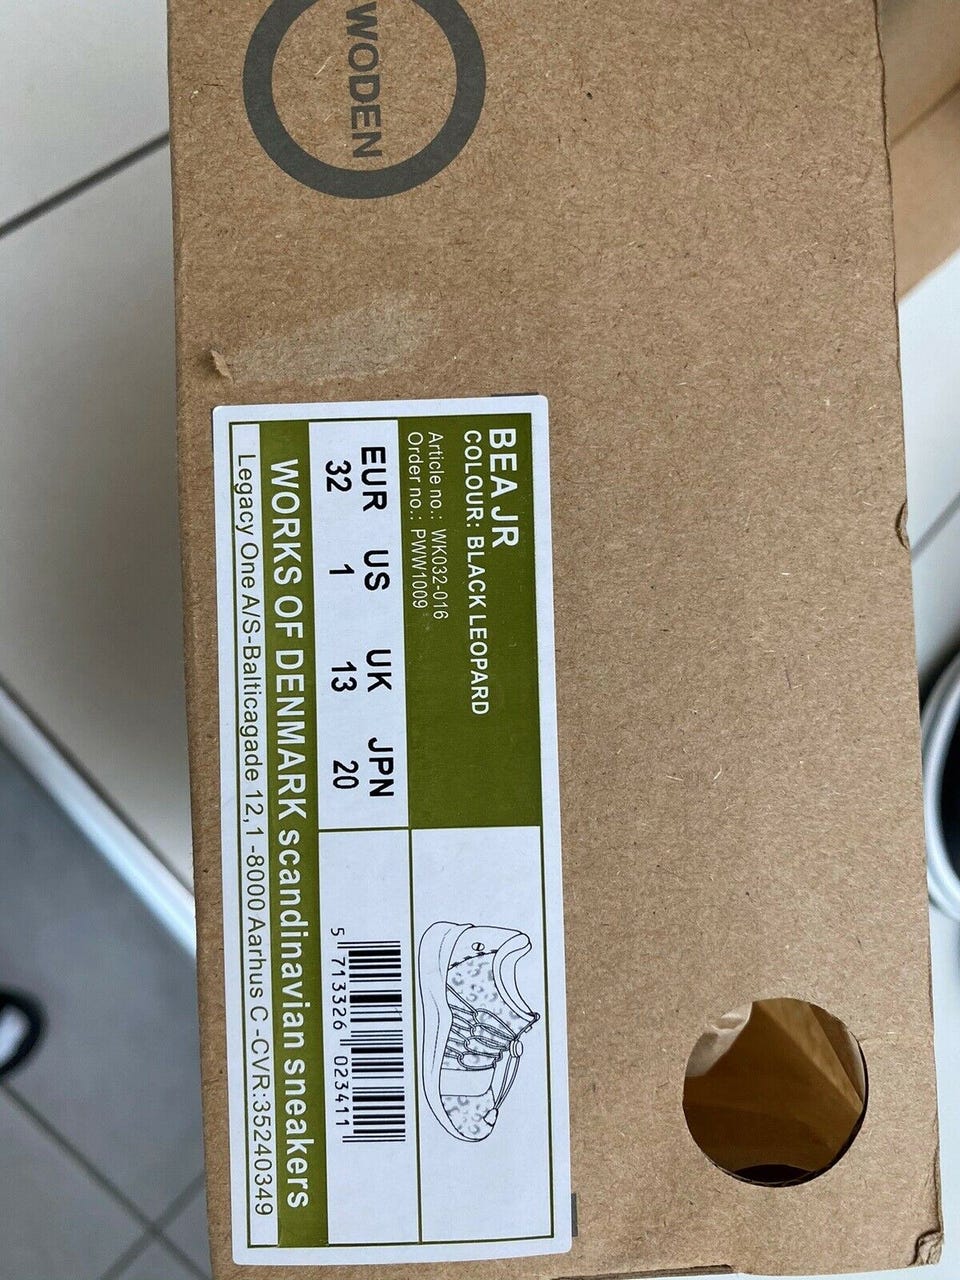 WODEN
BEA JR
COLOUR: BLACK LEOPARD
Article no.: WK032-016
Order no.: PWW1009
EUR US UK JPN
32 1 13 20
5 713326 023411
WORKS OF DENMARK scandinavian sneakers
Legacy One A/S-Balticagade 12,1 -8000 Aarhus C -CVR:35240349